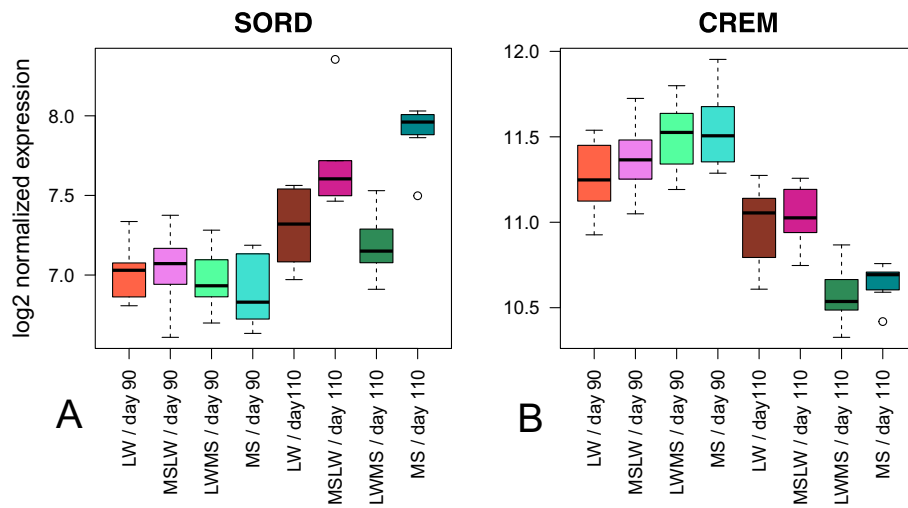 SORD
CREM
log2 normalized expression
8.0
7.5
7.0
12.0
11.5
11.0
10.5
LW / day 90
MSLW / day 90
LWMS / day 90
MS / day 90
LW / day110
MSLW / day 110
LWMS / day 110
MS / day 110
LW / day 90
MSLW / day 90
LWMS / day 90
MS / day 90
LW / day110
MSLW / day 110
LWMS / day 110
MS / day 110
A
B